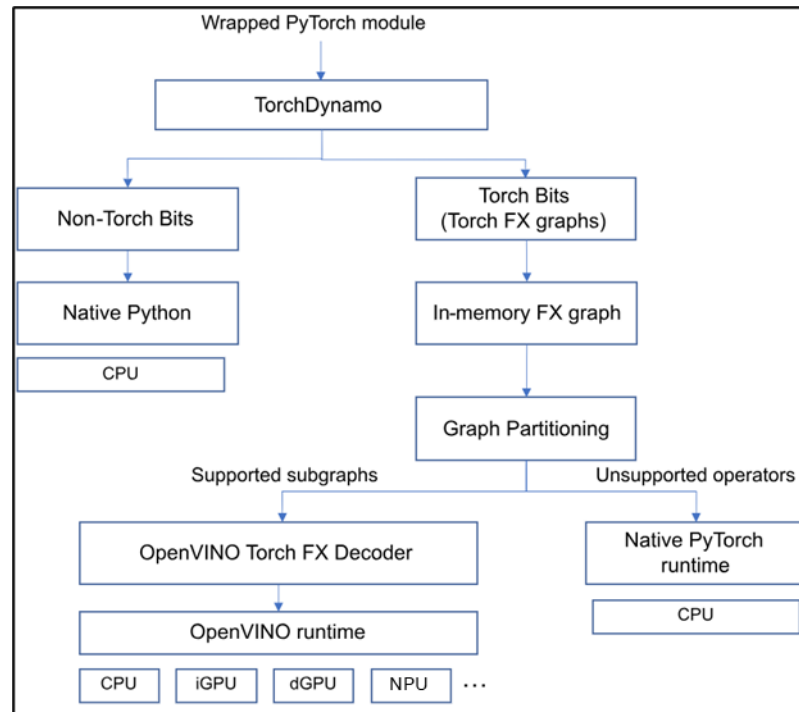 Wrapped PyTorch module
TorchDynamo
Non-Torch Bits
Torch Bits
(Torch FX graphs)
Native Python
In-memory FX graph
CPU
Graph Partitioning
Supported subgraphs
Unsupported operators
OpenVINO Torch FX Decoder
Native PyTorch
runtime
OpenVINO runtime
CPU
CPU
iGPU
dGPU
NPU
...